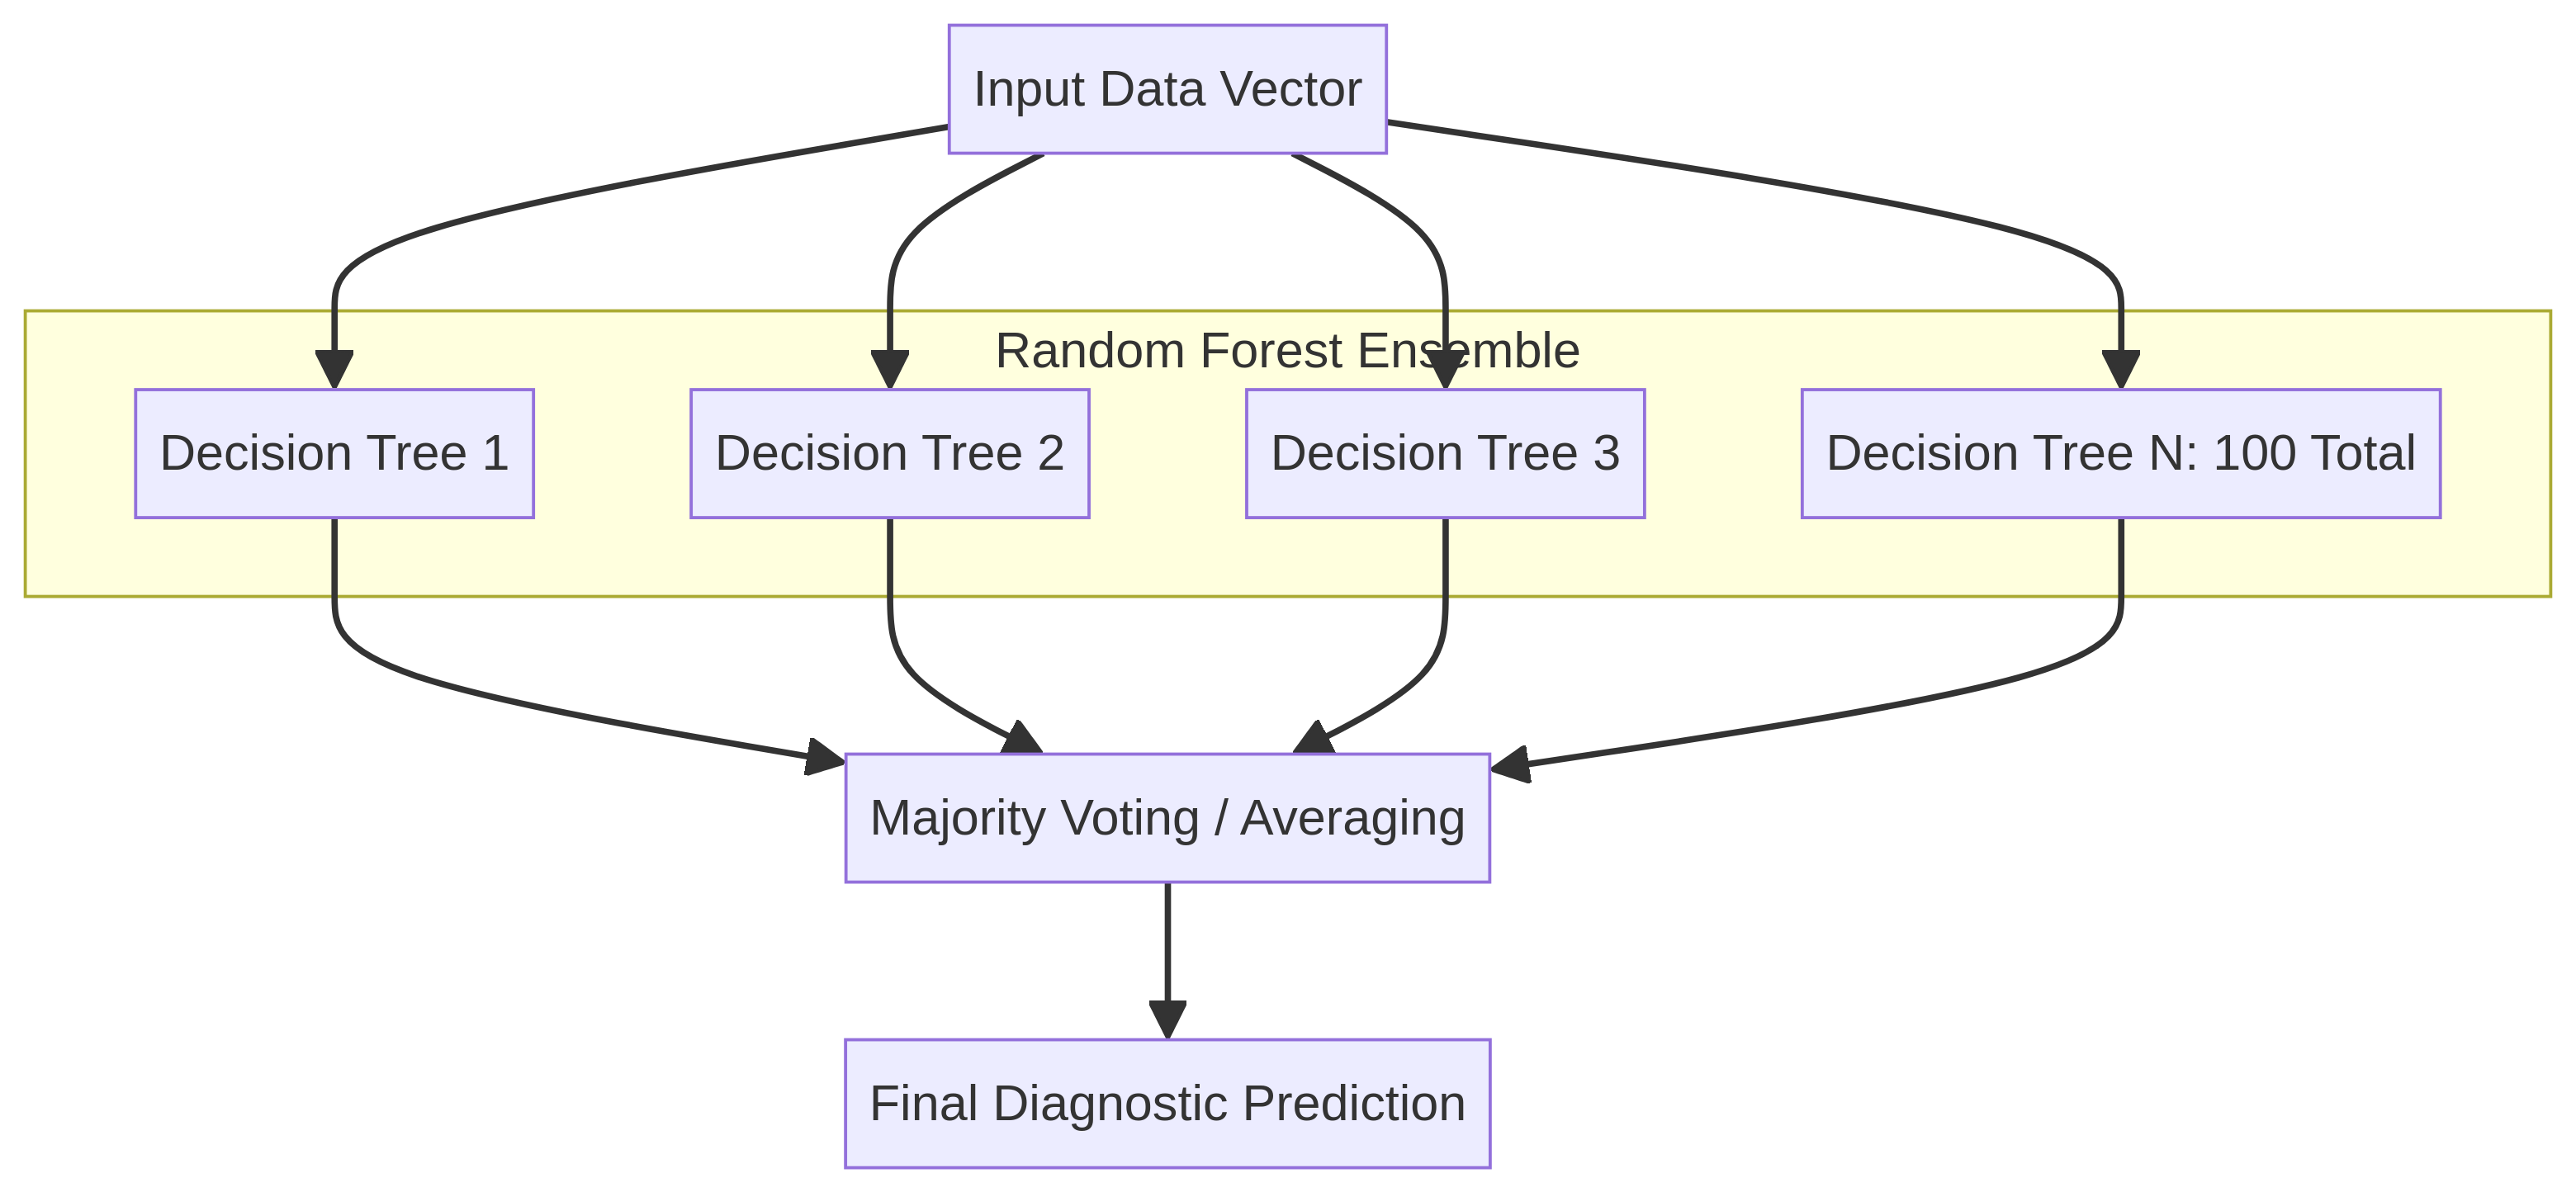 Input Data Vector
Random Forest Ensemble
Decision Tree 1
Decision Tree 2
Decision Tree 3
Decision Tree N: 100 Total
Majority Voting / Averaging
Final Diagnostic Prediction